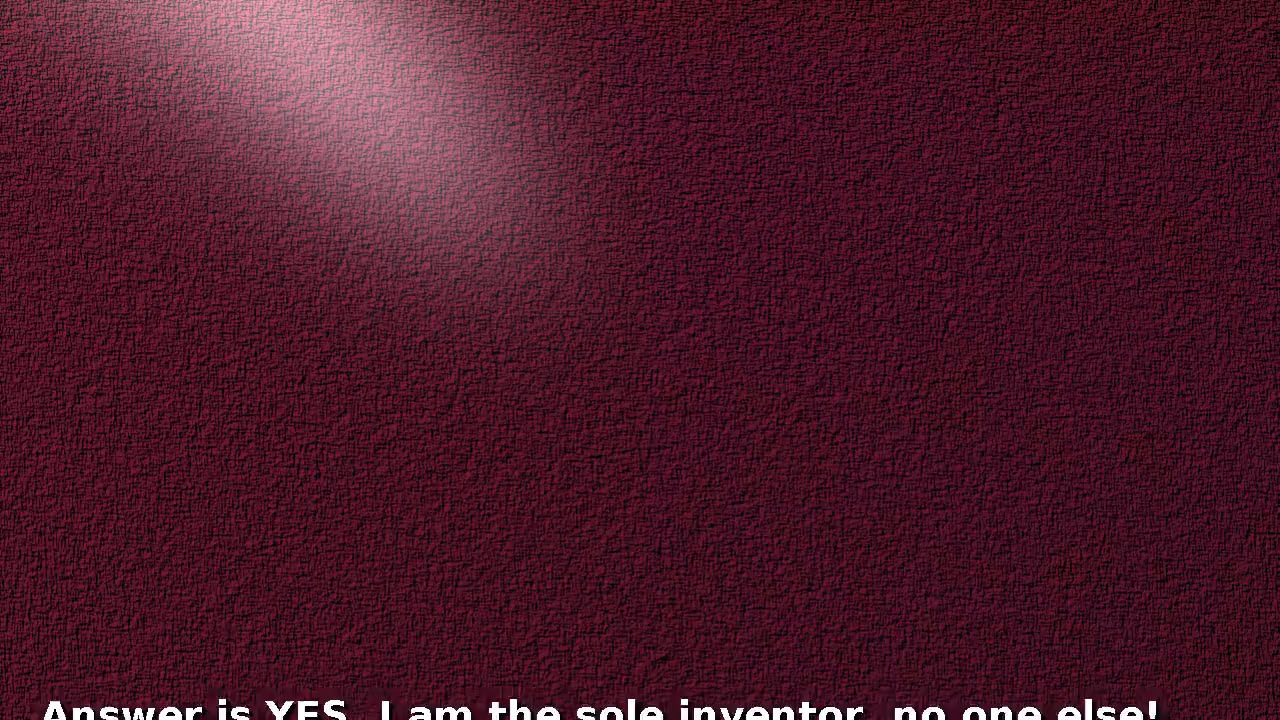 Answer is YES. I am the sole inventor, no one else!